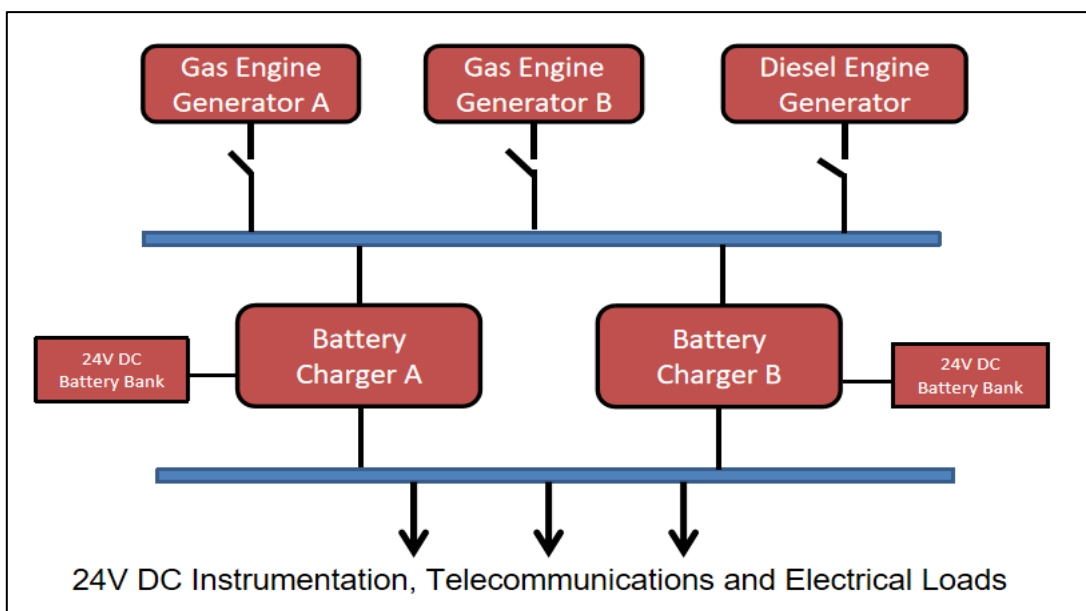 Gas Engine
Generator A
Gas Engine
Generator B
Diesel Engine
Generator
Battery
Charger A
Battery
Charger B
24V DC
Battery Bank
24V DC
Battery Bank
24V DC Instrumentation, Telecommunications and Electrical Loads